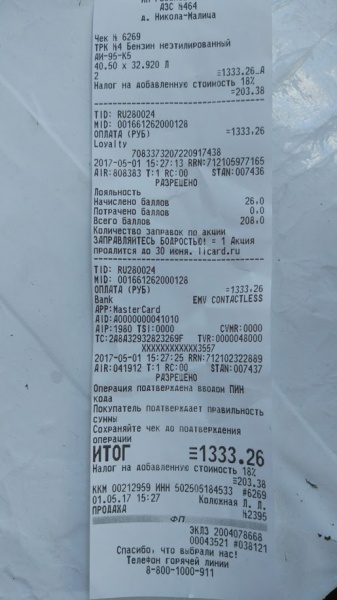 АЗС №464
д. Никола-Малица
Чек № 6269
ТРК №4 Бензин неэтилированный
АИ-95-К5
40.50 x 32.920 Л
2 ≡1333.26_А
Налог на добавленную стоимость 18%
=203.38
TID: RU280024
MID: 001661262000128
ОПЛАТА (РУБ) =1333.26
Loyalty
7083373207220917438
2017-05-01 15:27:13 RRN:712105977165
AIR:808383 T:1 RC:00 STAN:007436
РАЗРЕШЕНО
Лояльность
Начислено баллов 26.0
Потрачено баллов 0.0
Всего баллов 208.0
Количество заправок по акции
ЗАПРАВЛЯЙТЕСЬ БОДРОСТЬЮ! = 1 Акция
продлится до 30 июня. licard.ru
TID: RU280024
MID: 001661262000128
ОПЛАТА (РУБ) =1333.26
Bank EMV CONTACTLESS
APP:MasterCard
AID:A0000000041010
AIP:1980 TSI:0000 CVMR:0000
TC:2A8A32932823269F TVR:0000048000
XXXXXXXXXXXX3557
2017-05-01 15:27:25 RRN:712102322889
AIR:041912 T:1 RC:00 STAN:007437
РАЗРЕШЕНО
Операция подтверждена вводом ПИН
кода
Покупатель подтверждает правильность
суммы
Сохраняйте чек до подтверждения
операции
ИТОГ ≡1333.26
Налог на добавленную стоимость 18%
≡203.38
ККМ 00212959 ИНН 502505184533 #6269
01.05.17 15:27 Колюжная Л. Л.
ПРОДАЖА №2395
ФП
ЭКЛЗ 2004078668
00043521 #038121
Спасибо, что выбрали нас!
Телефон горячей линии
8-800-1000-911